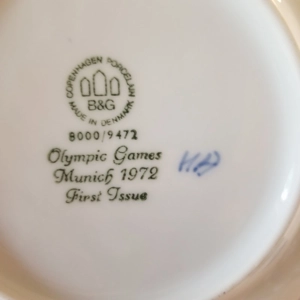 COPENHAGEN PORCELAIN
B&G
MADE IN DENMARK
8000/9472
Olympic Games
Munich 1972
First Issue